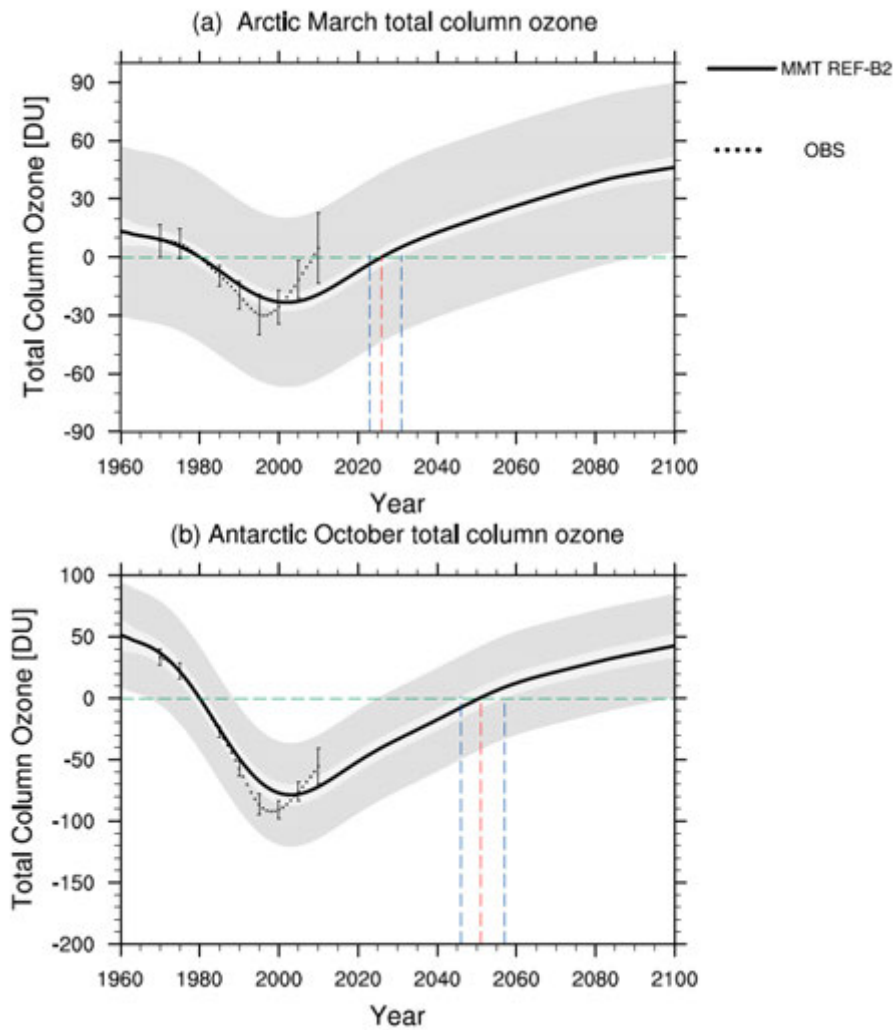 (a) Arctic March total column ozone
MMT REF-B2
OBS
Total Column Ozone [DU]
90
60
30
0
-30
-60
-90
1960 1980 2000 2020 2040 2060 2080 2100
Year
(b) Antarctic October total column ozone
Total Column Ozone [DU]
100
50
0
-50
-100
-150
-200
1960 1980 2000 2020 2040 2060 2080 2100
Year